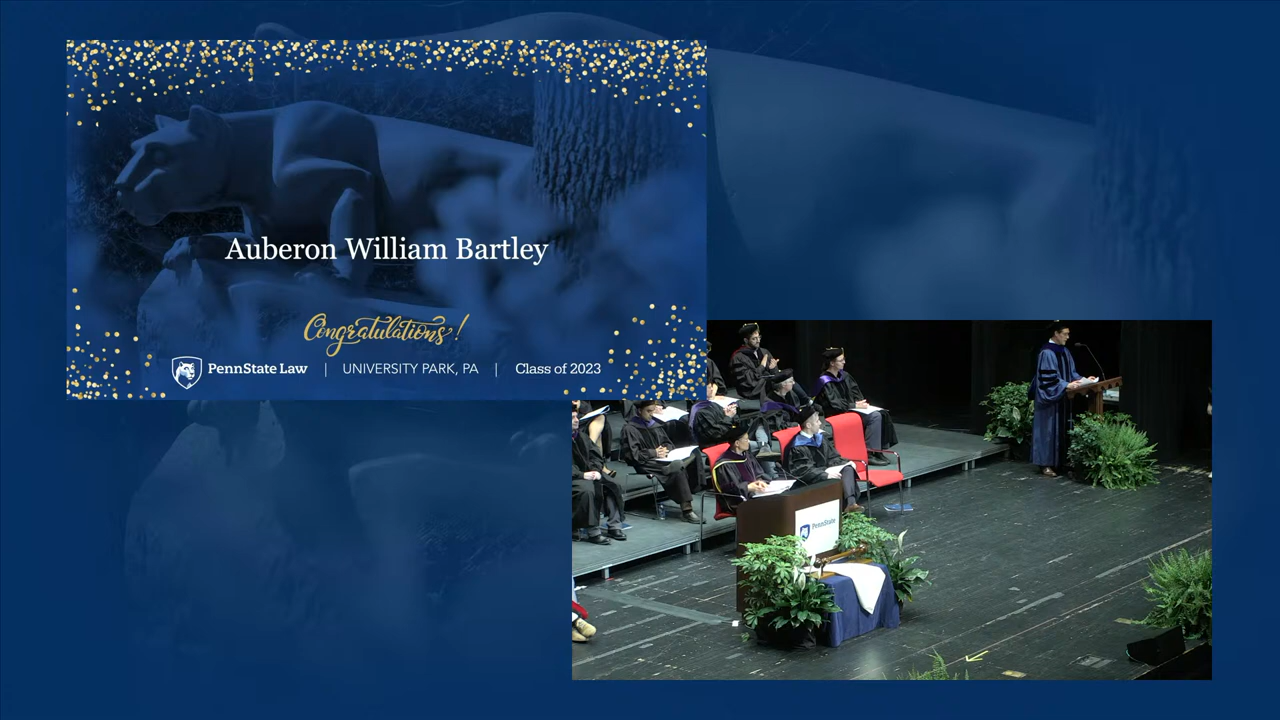 Auberon William Bartley
Congratulations!
PennState Law | UNIVERSITY PARK, PA | Class of 2023
PennState